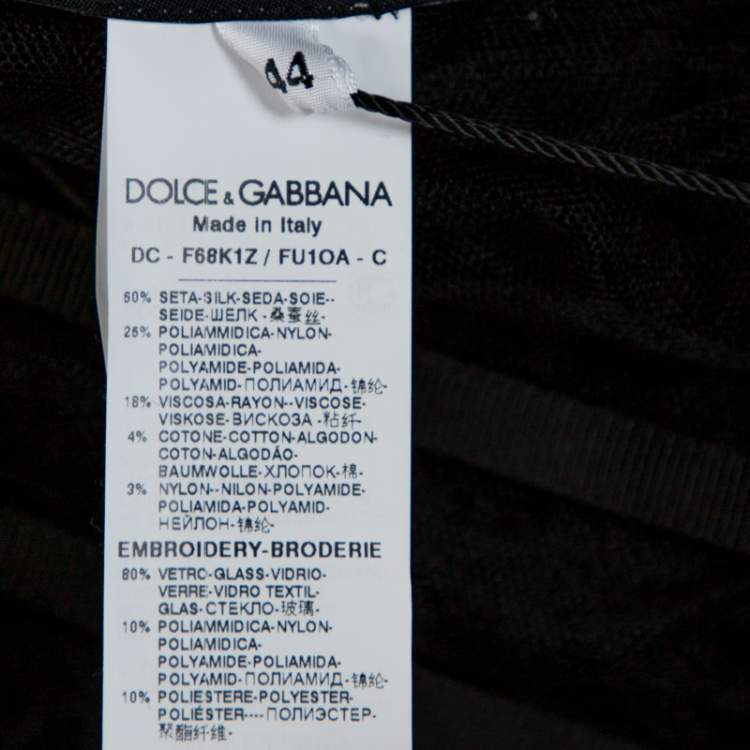 44
DOLCE & GABBANA
Made in Italy
DC - F68K1Z / FU1OA - C
50% SETA-SILK-SEDA-SOIE--
SEIDE-ШЕЛК -桑蚕丝-
25% POLIAMMIDICA-NYLON-
POLIAMIDICA-
POLYAMIDE-POLIAMIDA-
POLYAMID-ПОЛИАМИД-锦纶-
18% VISCOSA-RAYON--VISCOSE-
VISKOSE-ВИСКОЗА -粘纤-
4% COTONE-COTTON-ALGODON-
COTON-ALGODÃO-
BAUMWOLLE-ХЛОПОК-棉-
3% NYLON--NILON-POLYAMIDE-
POLIAMIDA-POLYAMID-
НЕЙЛОН-锦纶-
EMBROIDERY-BRODERIE
80% VETRO-GLASS-VIDRIO-
VERRE-VIDRO TEXTIL-
GLAS-СТЕКЛО-玻璃-
10% POLIAMMIDICA-NYLON-
POLIAMIDICA-
POLYAMIDE-POLIAMIDA-
POLYAMID-ПОЛИАМИД-锦纶-
10% POLIESTERE-POLYESTER-
POLIÉSTER----ПОЛИЭСТЕР-
聚酯纤维-